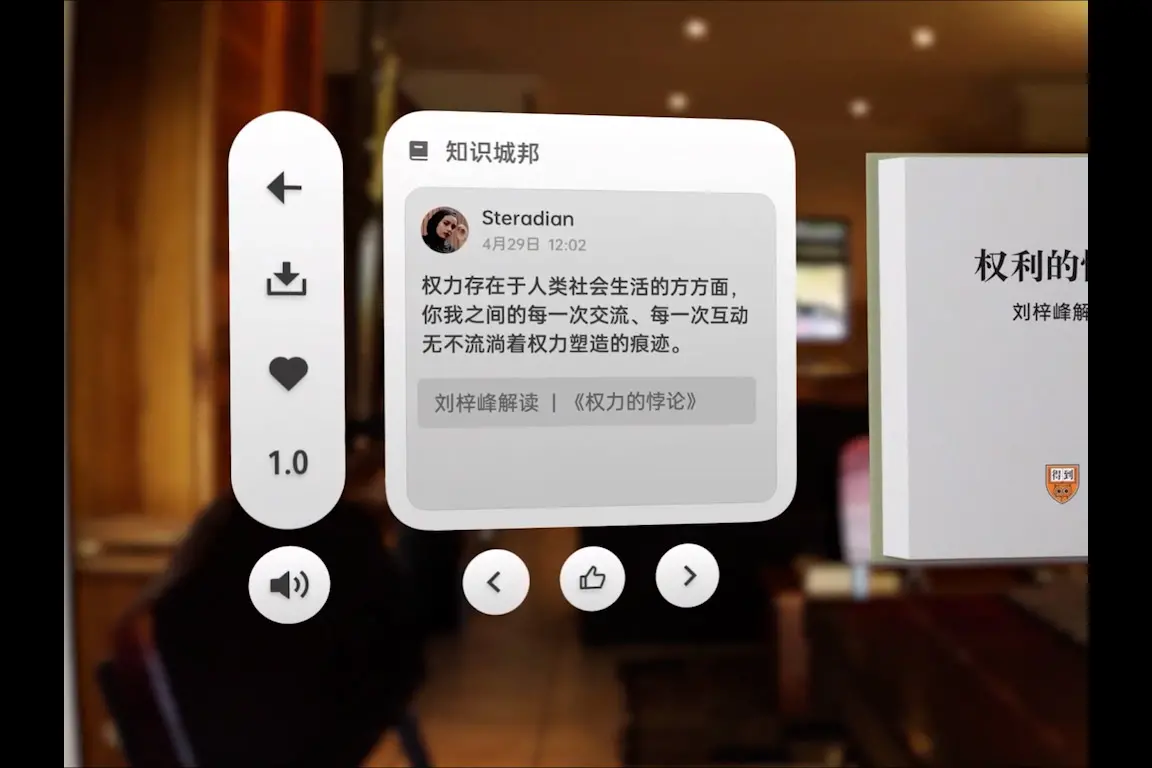 知识城邦
Steradian
4月29日 12:02
权力存在于人类社会生活的方方面，
你我之间的每一次交流、每一次互动
无不流淌着权力塑造的痕迹。
刘梓峰解读 | 《权力的悖论》
1.0
权利的
刘梓峰解
得到